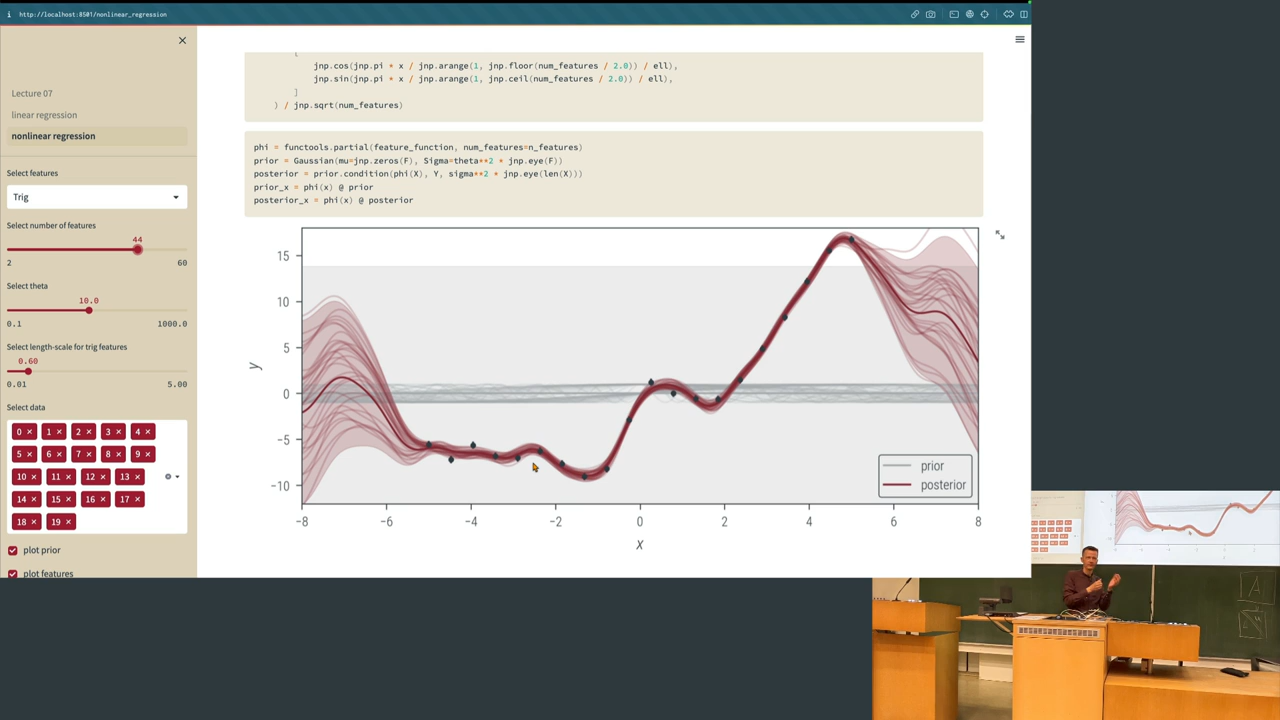 http://localhost:8501/nonlinear_regression
Lecture 07
linear regression
nonlinear regression
Select features
Trig
Select number of features
44
2 60
Select theta
10.0
0.1 1000.0
Select length-scale for trig features
0.60
0.01 5.00
Select data
0 × 1 × 2 × 3 × 4 ×
5 × 6 × 7 × 8 × 9 ×
10 × 11 × 12 × 13 ×
14 × 15 × 16 × 17 ×
18 × 19 ×
plot prior
plot features
[
jnp.cos(jnp.pi * x / jnp.arange(1, jnp.floor(num_features / 2.0)) / ell),
jnp.sin(jnp.pi * x / jnp.arange(1, jnp.ceil(num_features / 2.0)) / ell),
]
) / jnp.sqrt(num_features)
phi = functools.partial(feature_function, num_features=n_features)
prior = Gaussian(mu=jnp.zeros(F), Sigma=theta**2 * jnp.eye(F))
posterior = prior.condition(phi(X), Y, sigma**2 * jnp.eye(len(X)))
prior_x = phi(x) @ prior
posterior_x = phi(x) @ posterior
15
10
5
0
−5
−10
y
−8 −6 −4 −2 0 2 4 6 8
x
prior
posterior